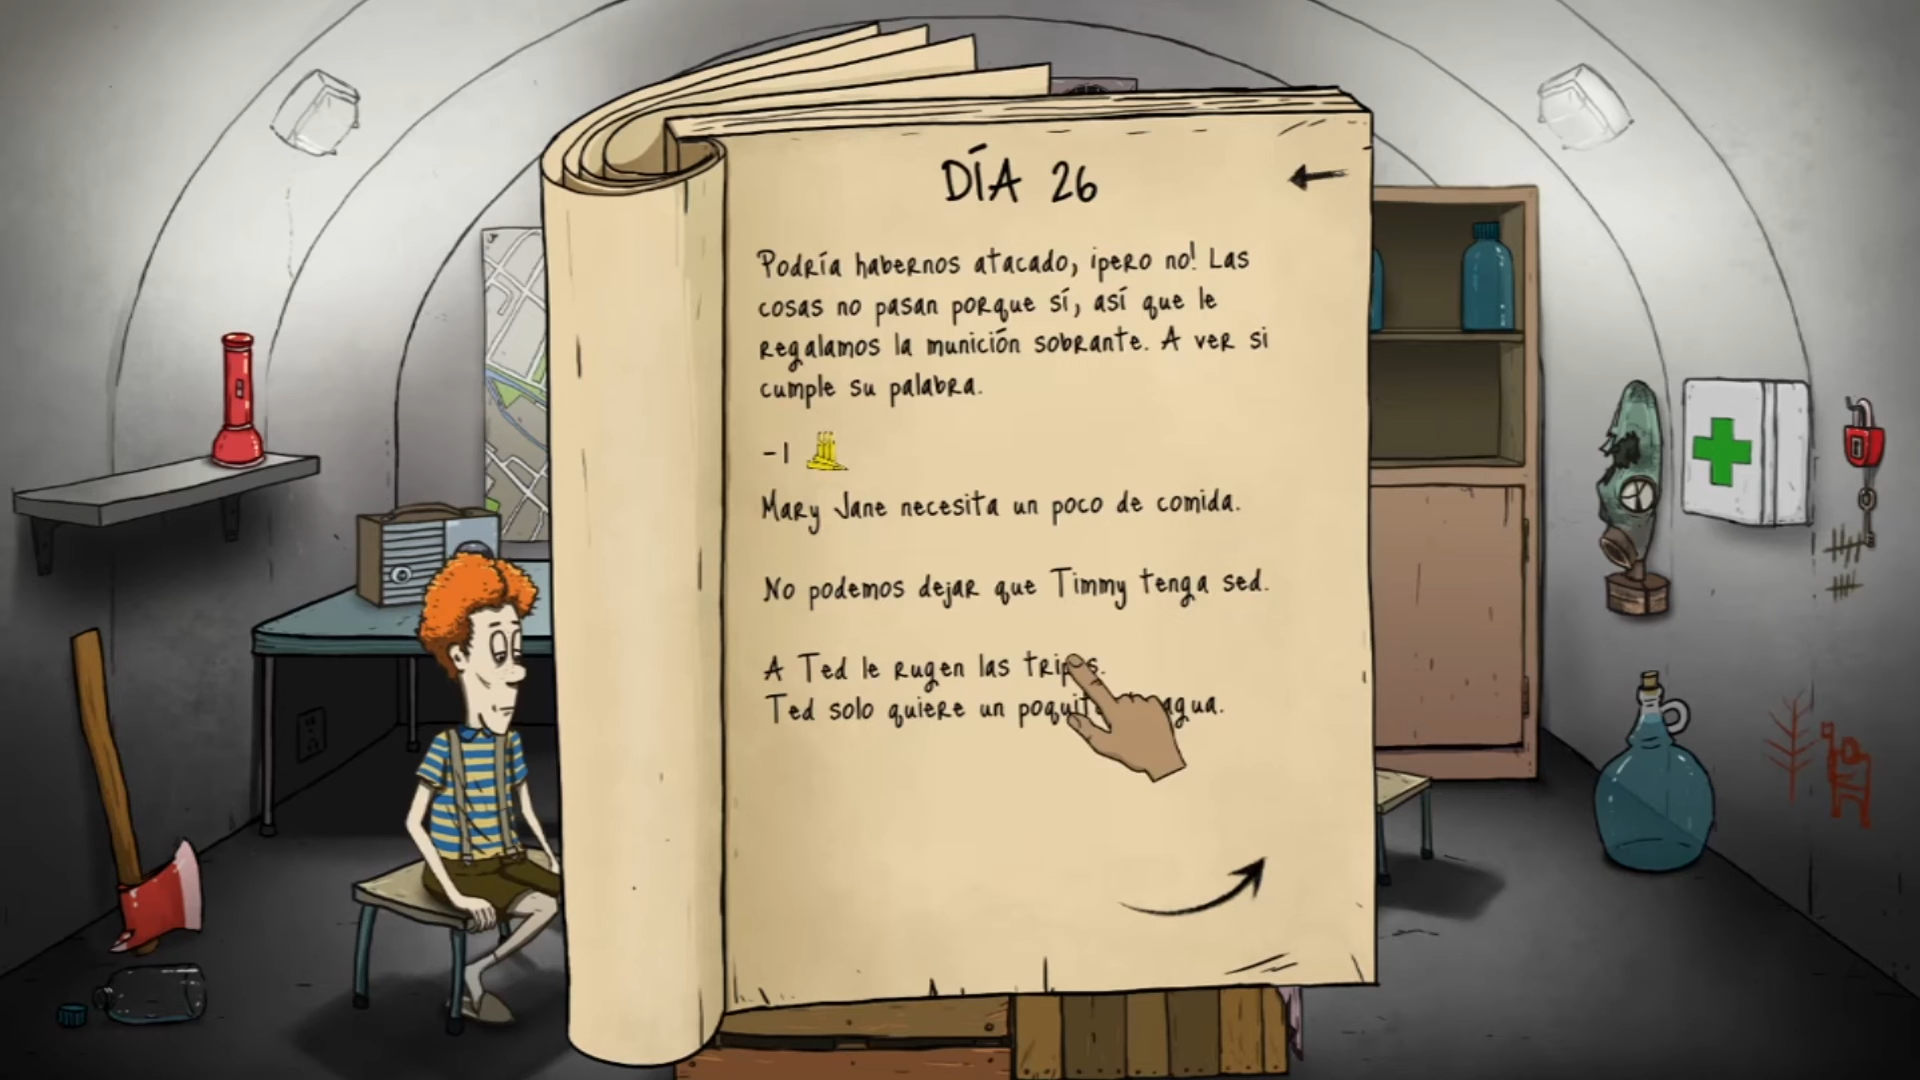 DÍA 26
Podría habernos atacado, ¡pero no! Las
cosas no pasan porque sí, así que le
regalamos la munición sobrante. A ver si
cumple su palabra.
-1
Mary Jane necesita un poco de comida.
No podemos dejar que Timmy tenga sed.
A Ted le rugen las tripas.
Ted solo quiere un agua.